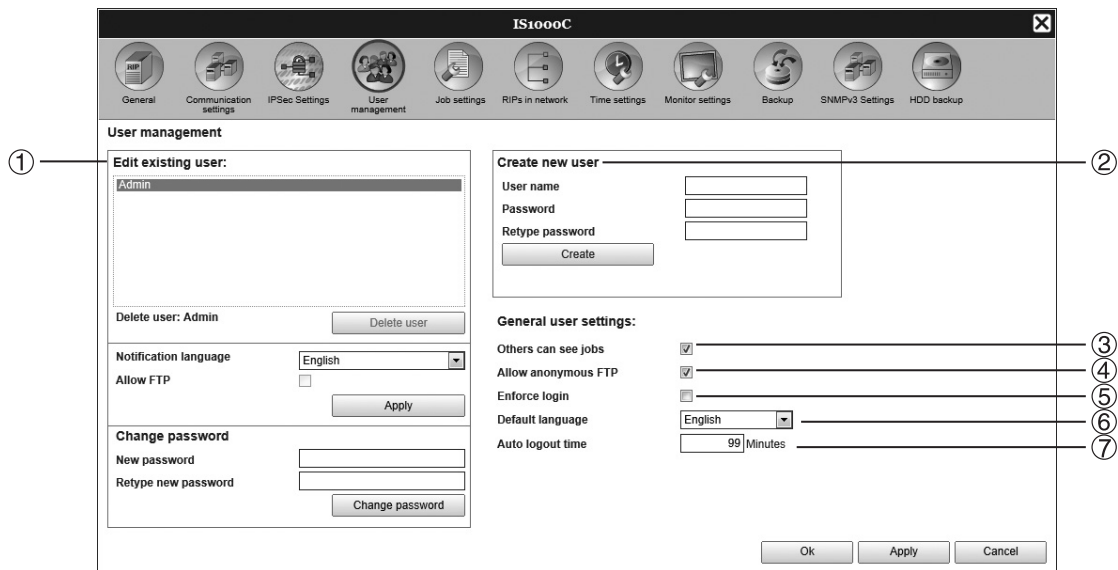 IS1000C
RIP
General
Communication settings
IPSec Settings
User management
Job settings
RIPs in network
Time settings
Monitor settings
Backup
SNMPv3 Settings
HDD backup
User management
① Edit existing user:
Admin
Delete user: Admin
Delete user
Notification language
English
Allow FTP
Apply
Change password
New password
Retype new password
Change password
Create new user ②
User name
Password
Retype password
Create
General user settings:
Others can see jobs ③
Allow anonymous FTP ④
Enforce login ⑤
Default language English ⑥
Auto logout time 99 Minutes ⑦
Ok
Apply
Cancel